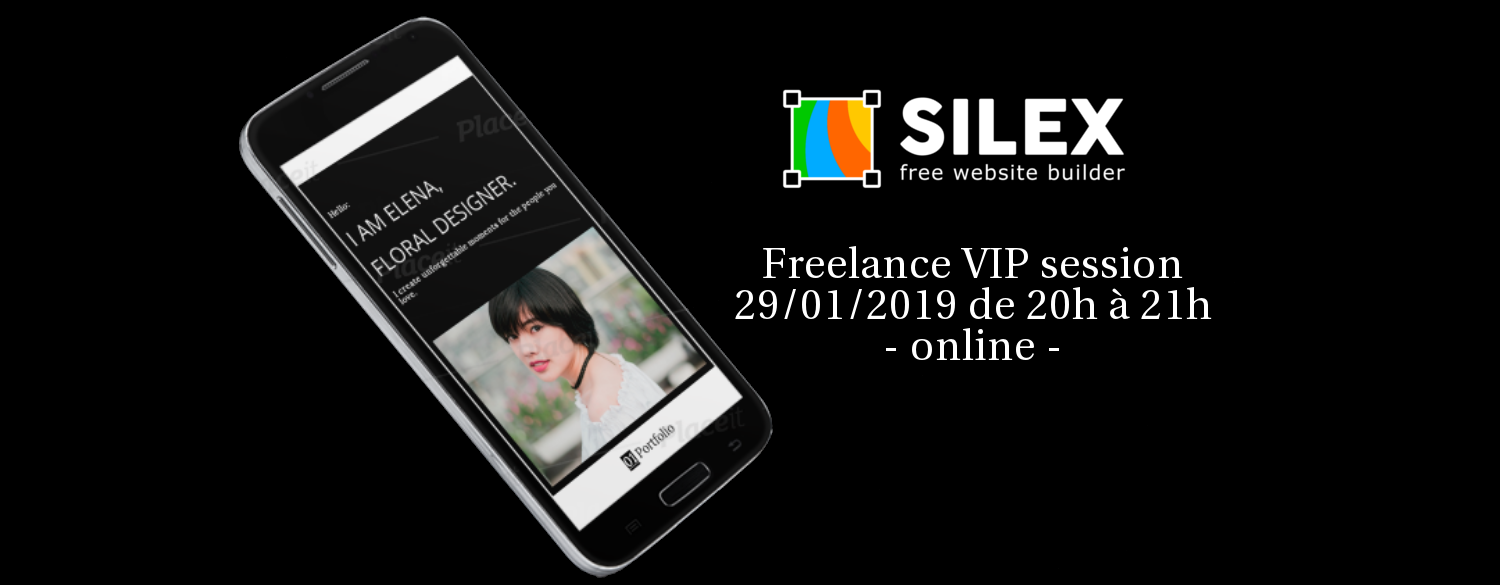 Hello:
I AM ELENA,
FLORAL DESIGNER.
I create unforgettable moments for the people you
love.
01 Portfolio
SILEX
free website builder
Freelance VIP session
29/01/2019 de 20h à 21h
- online -
Placeit
Placeit